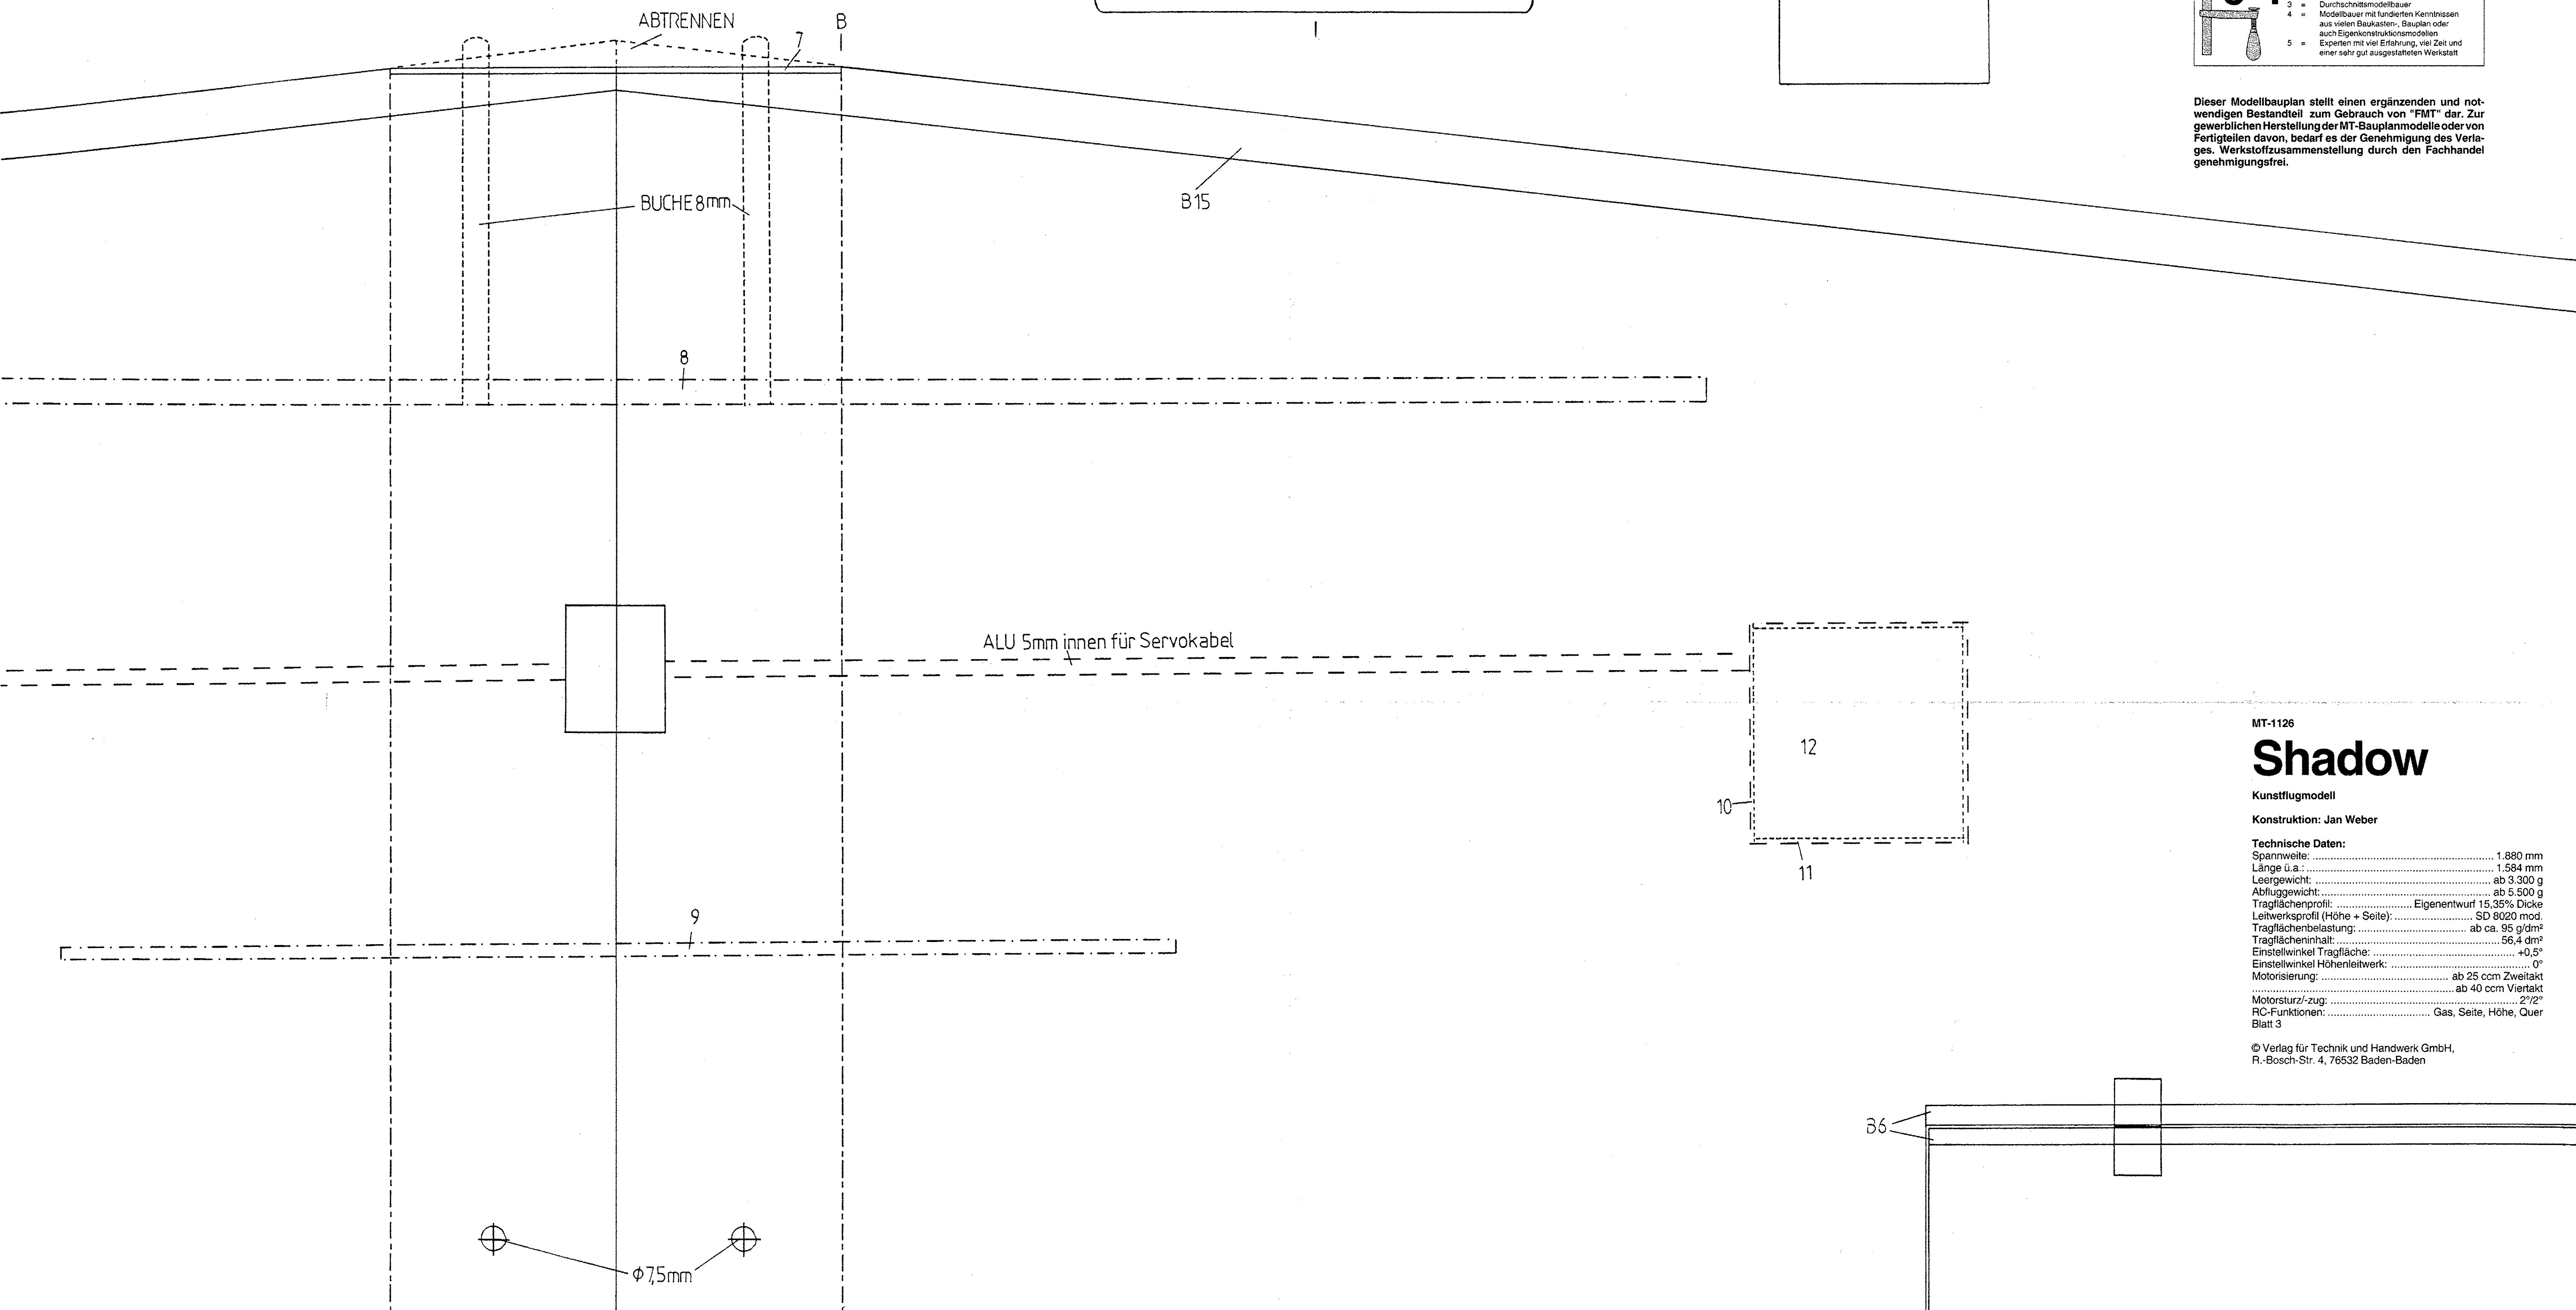 3 = Durchschnittsmodellbauer
4 = Modellbauer mit fundierten Kenntnissen
aus vielen Baukasten-, Bauplan oder
auch Eigenkonstruktionsmodellen
5 = Experten mit viel Erfahrung, viel Zeit und
einer sehr gut ausgestatteten Werkstatt
ABTRENNEN
7
B
Dieser Modellbauplan stellt einen ergänzenden und not-
wendigen Bestandteil zum Gebrauch von "FMT" dar. Zur
gewerblichen Herstellung der MT-Bauplanmodelle oder von
Fertigteilen davon, bedarf es der Genehmigung des Verla-
ges. Werkstoffzusammenstellung durch den Fachhandel
genehmigungsfrei.
BUCHE 8mm
B15
8
ALU 5mm innen für Servokabel
12
10
11
9
MT-1126
Shadow
Kunstflugmodell
Konstruktion: Jan Weber
Technische Daten:
Spannweite: 1.880 mm
Länge ü.a.: 1.584 mm
Leergewicht: ab 3.300 g
Abfluggewicht: ab 5.500 g
Tragflächenprofil: Eigenentwurf 15,35% Dicke
Leitwerksprofil (Höhe + Seite): SD 8020 mod.
Tragflächenbelastung: ab ca. 95 g/dm²
Tragflächeninhalt: 56,4 dm²
Einstellwinkel Tragfläche: +0,5°
Einstellwinkel Höhenleitwerk: 0°
Motorisierung: ab 25 ccm Zweitakt
ab 40 ccm Viertakt
Motorsturz/-zug: 2°/2°
RC-Funktionen: Gas, Seite, Höhe, Quer
Blatt 3
© Verlag für Technik und Handwerk GmbH,
R.-Bosch-Str. 4, 76532 Baden-Baden
B6
Φ7,5mm